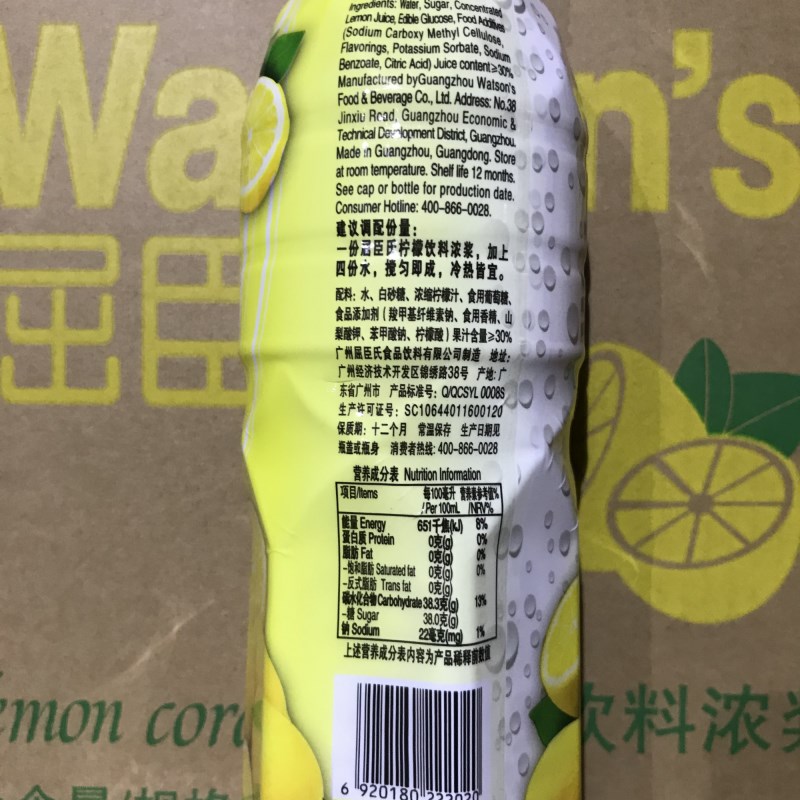 Ingredients: Water, Sugar, Concentrated
Lemon Juice, Edible Glucose, Food Additives
(Sodium Carboxy Methyl Cellulose,
Flavorings, Potassium Sorbate, Sodium
Benzoate, Citric Acid) Juice content≥30%
Manufactured byGuangzhou Watson's
Food & Beverage Co., Ltd. Address: No.38
Jinxiu Road, Guangzhou Economic &
Technical Development District, Guangzhou.
Made in Guangzhou, Guangdong. Store
at room temperature. Shelf life 12 months.
See cap or bottle for production date.
Consumer Hotline: 400-866-0028.
建议调配份量：
一份屈臣氏柠檬饮料浓浆，加上
四份水，搅匀即成，冷热皆宜。
配料：水、白砂糖、浓缩柠檬汁、食用葡萄糖、
食品添加剂（羧甲基纤维素钠、食用香精、山
梨酸钾、苯甲酸钠、柠檬酸）果汁含量≥30%
广州屈臣氏食品饮料有限公司制造 地址：
广州经济技术开发区锦绣路38号 产地：广
东省广州市 产品标准号：Q/QCSYL 0008S
生产许可证号：SC10644011600120
保质期：十二个月 常温保存 生产日期见
瓶盖或瓶身 消费者热线：400-866-0028
营养成分表 Nutrition Information
项目/Items 每100毫升 营养素参考值%
/Per 100mL /NRV%
能量 Energy 651千焦(kJ) 8%
蛋白质 Protein 0克(g) 0%
脂肪 Fat 0克(g) 0%
-饱和脂肪 Saturated fat 0克(g) 0%
-反式脂肪 Trans fat 0克(g)
碳水化合物 Carbohydrate 38.3克(g) 13%
-糖 Sugar 38.0克(g)
钠 Sodium 22毫克(mg) 1%
上述营养成分表内容为产品稀释前数值
6 920180 222020
Wa n's
屈臣
emon cor
饮料浓